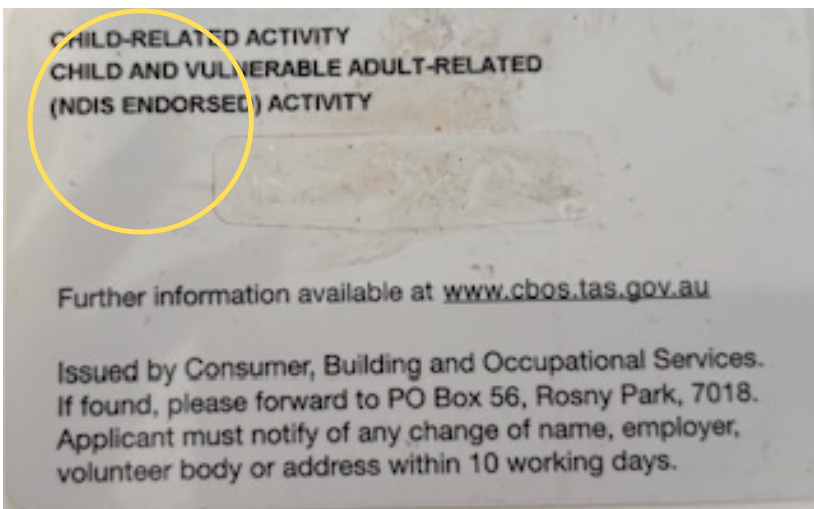 CHILD-RELATED ACTIVITY
CHILD AND VULNERABLE ADULT-RELATED
(NDIS ENDORSED) ACTIVITY
Further information available at www.cbos.tas.gov.au
Issued by Consumer, Building and Occupational Services.
If found, please forward to PO Box 56, Rosny Park, 7018.
Applicant must notify of any change of name, employer,
volunteer body or address within 10 working days.